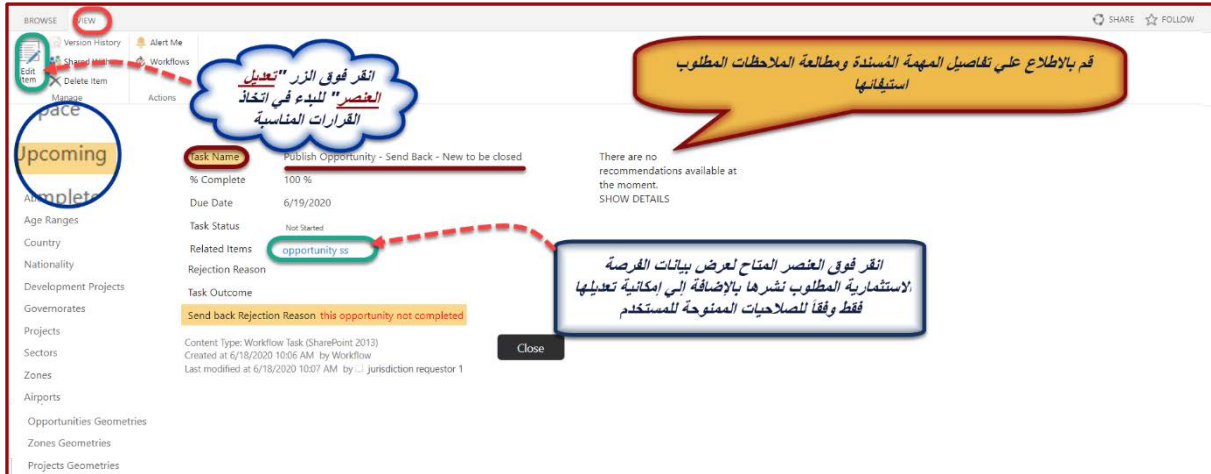 BROWSE VIEW
SHARE FOLLOW
Version History
Alert Me
Shared With
Workflows
Edit Item
Delete Item
Manage
Actions
انقر فوق الزر "تعديل
العنصر" للبدء في اتخاذ
القرارات المناسبة
قم بالاطلاع علي تفاصيل المهمة المُسندة ومطالعة الملاحظات المطلوب
استيفائها
pace
Upcoming
mplete
Age Ranges
Country
Nationality
Development Projects
Governorates
Projects
Sectors
Zones
Airports
Opportunities Geometries
Zones Geometries
Projects Geometries
Task Name Publish Opportunity - Send Back - New to be closed
% Complete 100 %
Due Date 6/19/2020
Task Status Not Started
Related Items opportunity ss
Rejection Reason
Task Outcome
Send back Rejection Reason this opportunity not completed
Content Type: Workflow Task (SharePoint 2013)
Created at 6/18/2020 10:06 AM by Workflow
Last modified at 6/18/2020 10:07 AM by jurisdiction requestor 1
Close
There are no
recommendations available at
the moment.
SHOW DETAILS
انقر فوق العنصر المتاح لعرض بيانات الفرصة
الاستثمارية المطلوب نشرها بالإضافة إلي إمكانية تعديلها
فقط وفقاً للصلاحيات الممنوحة للمستخدم